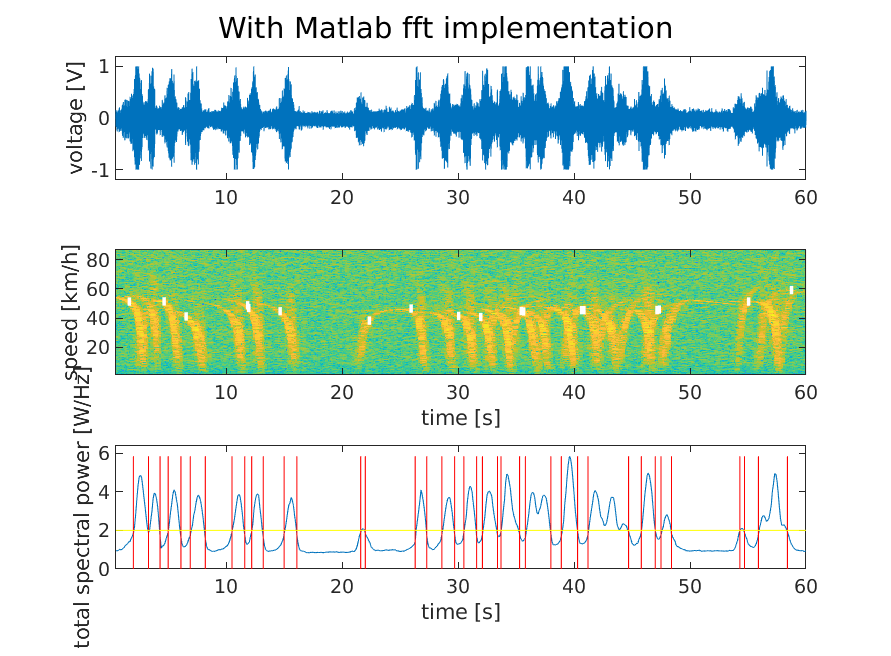 With Matlab fft implementation
voltage [V]
1
0
-1
10 20 30 40 50 60
speed [km/h]
80
60
40
20
10 20 30 40 50 60
time [s]
total spectral power [W/Hz]
6
4
2
0
10 20 30 40 50 60
time [s]